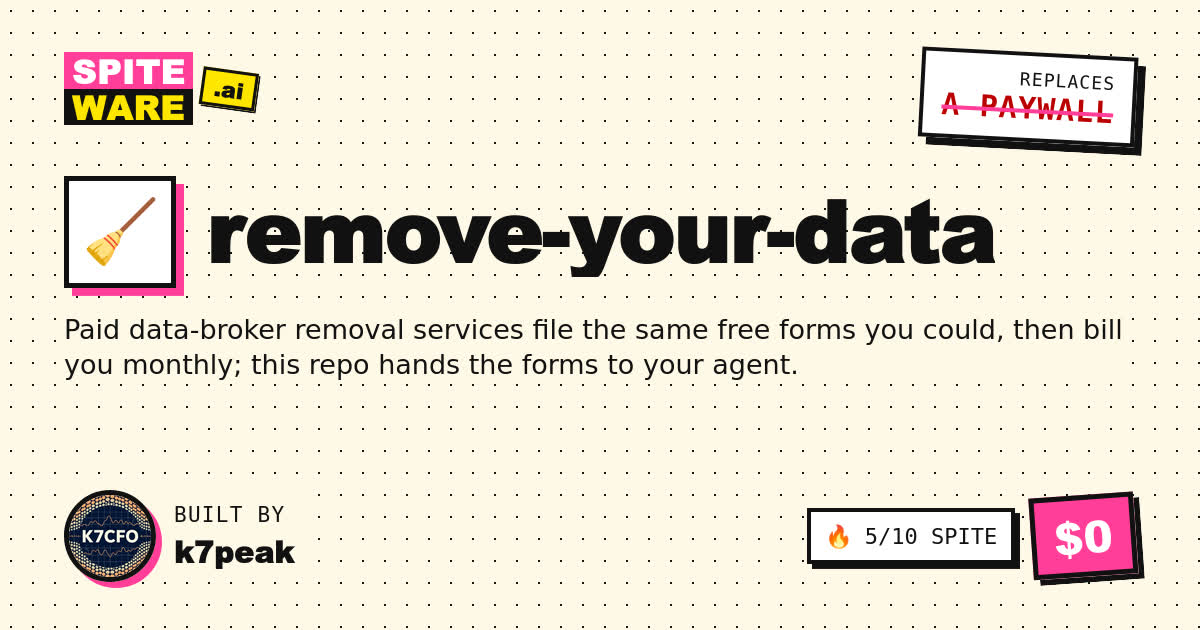 SPITE
WARE
.ai
REPLACES
A PAYWALL
remove-your-data
Paid data-broker removal services file the same free forms you could, then bill
you monthly; this repo hands the forms to your agent.
K7CFO
BUILT BY
k7peak
🔥 5/10 SPITE
$0